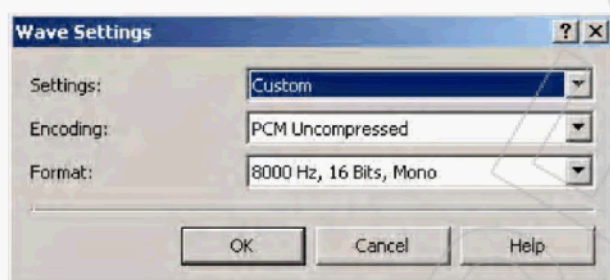 Wave Settings
Settings: Custom
Encoding: PCM Uncompressed
Format: 8000 Hz, 16 Bits, Mono
OK Cancel Help